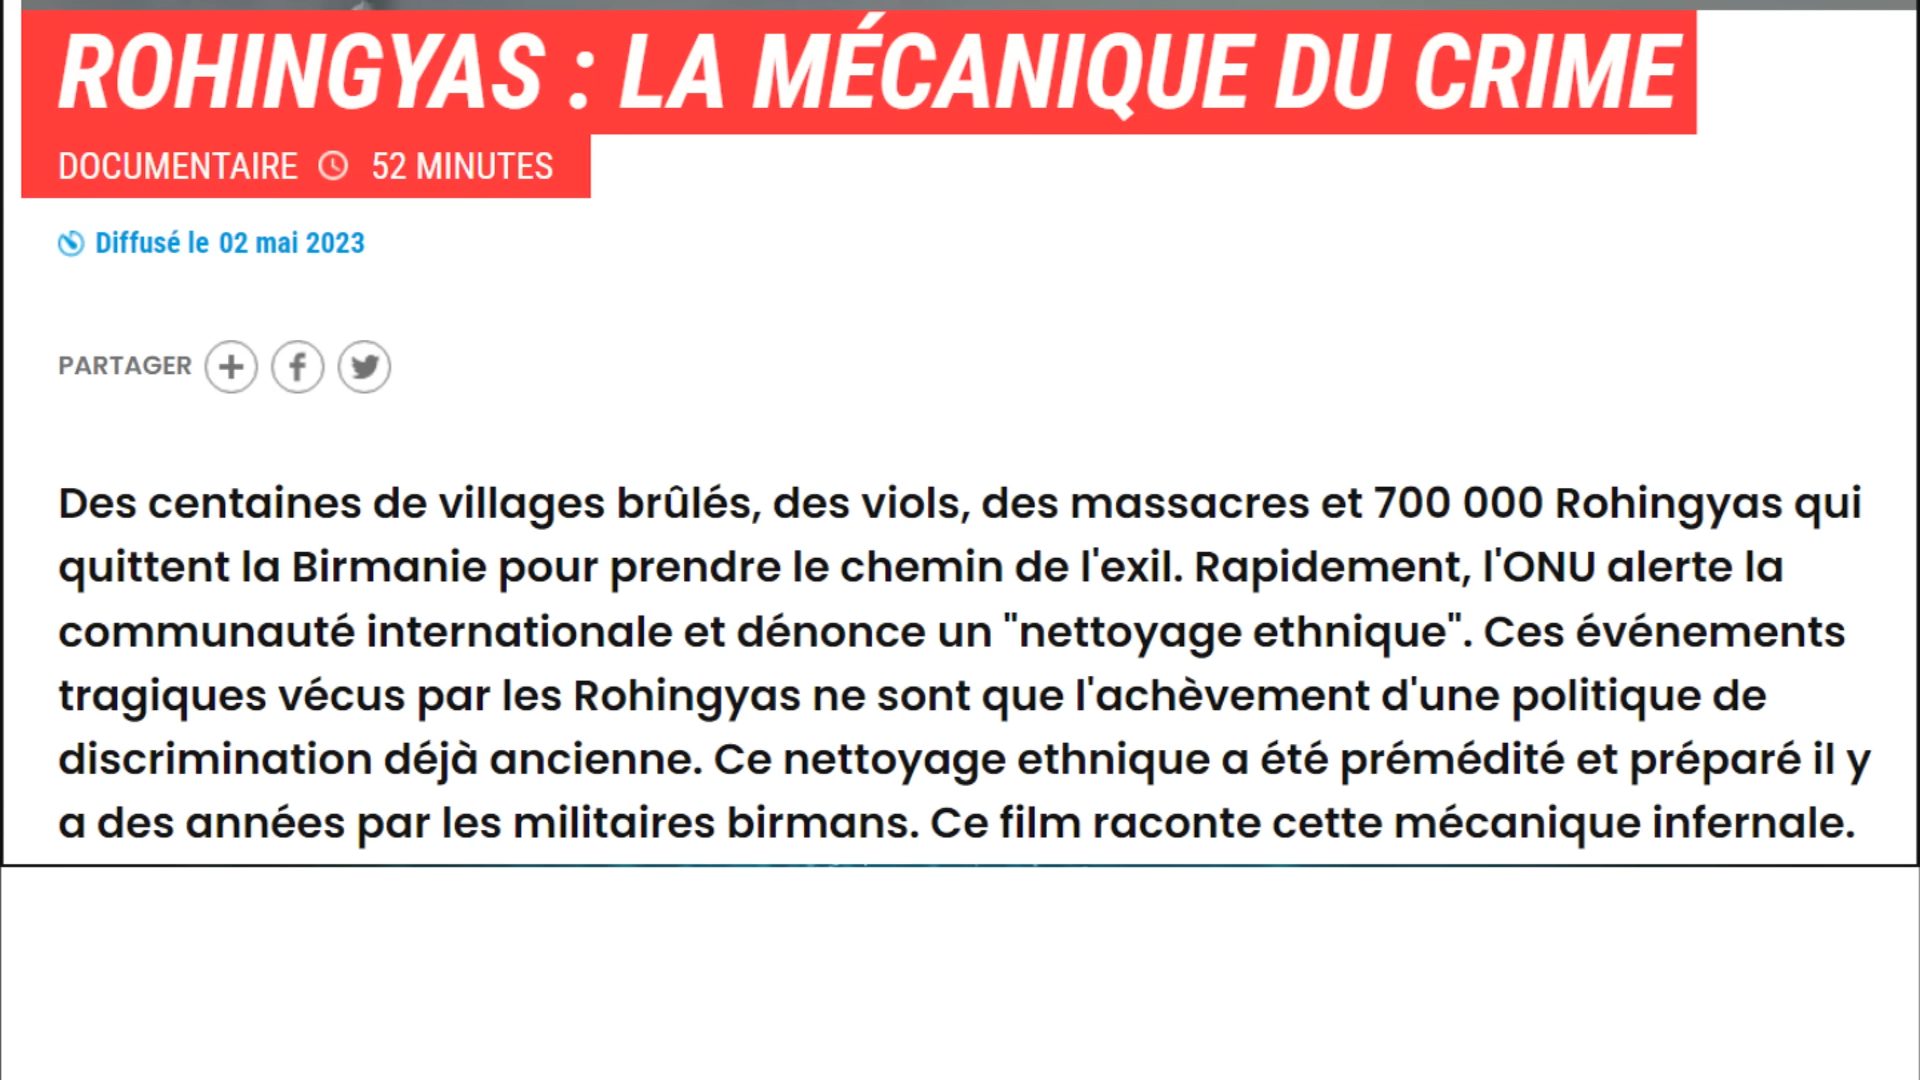 ROHINGYAS : LA MÉCANIQUE DU CRIME
DOCUMENTAIRE 52 MINUTES
Diffusé le 02 mai 2023
PARTAGER
Des centaines de villages brûlés, des viols, des massacres et 700 000 Rohingyas qui
quittent la Birmanie pour prendre le chemin de l'exil. Rapidement, l'ONU alerte la
communauté internationale et dénonce un "nettoyage ethnique". Ces événements
tragiques vécus par les Rohingyas ne sont que l'achèvement d'une politique de
discrimination déjà ancienne. Ce nettoyage ethnique a été prémédité et préparé il y
a des années par les militaires birmans. Ce film raconte cette mécanique infernale.